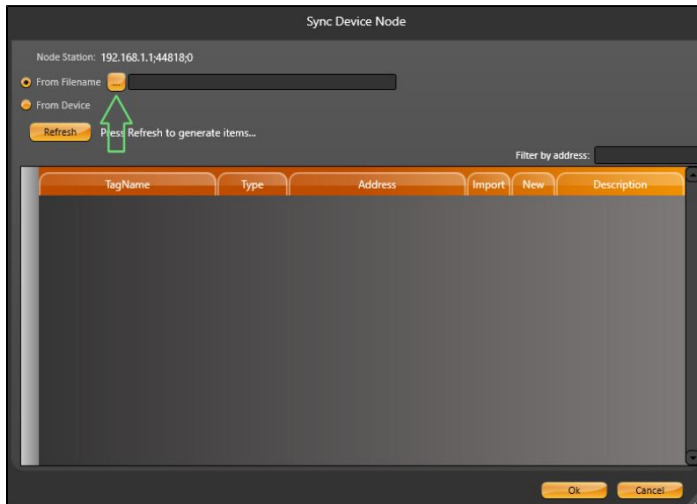 Sync Device Node
Node Station: 192.168.1.1;44818;0
From Filename ...
From Device
Refresh Press Refresh to generate items...
Filter by address:
TagName Type Address Import New Description
Ok Cancel